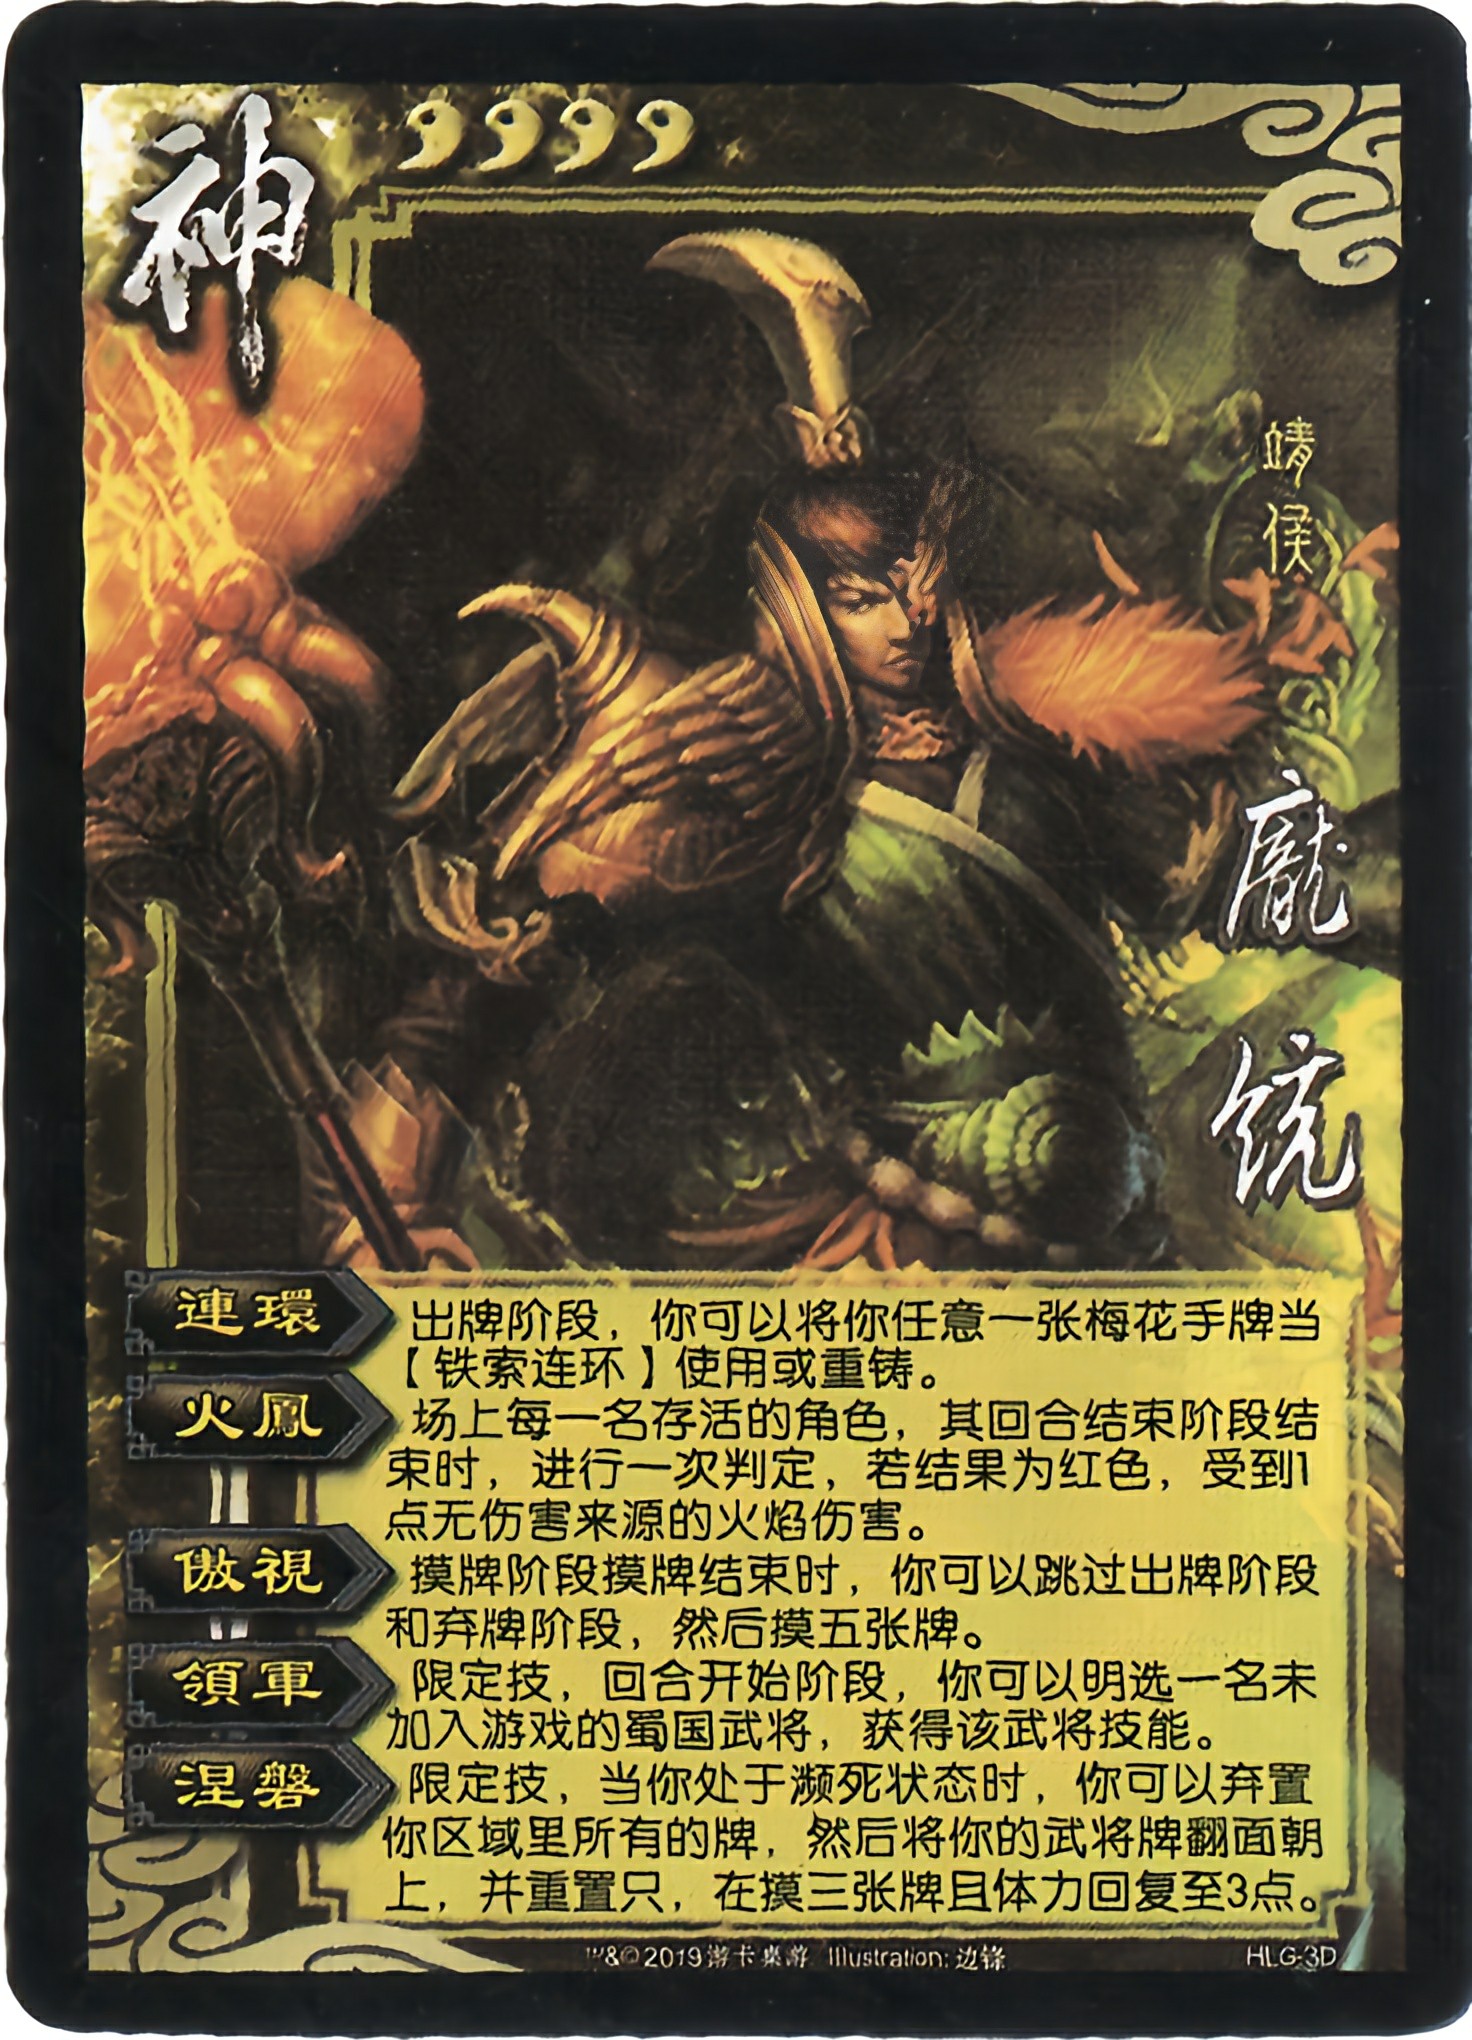 神
靖侯
龐统
連環
出牌阶段，你可以将你任意一张梅花手牌当
【铁索连环】使用或重铸。
火鳳
场上每一名存活的角色，其回合结束阶段结
束时，进行一次判定，若结果为红色，受到1
点无伤害来源的火焰伤害。
傲視
摸牌阶段摸牌结束时，你可以跳过出牌阶段
和弃牌阶段，然后摸五张牌。
領軍
限定技，回合开始阶段，你可以明选一名未
加入游戏的蜀国武将，获得该武将技能。
涅磐
限定技，当你处于濒死状态时，你可以弃置
你区域里所有的牌，然后将你的武将牌翻面朝
上，并重置只，在摸三张牌且体力回复至3点。
™&©2019游卡桌游 Illustration:边锋
HLG-3D